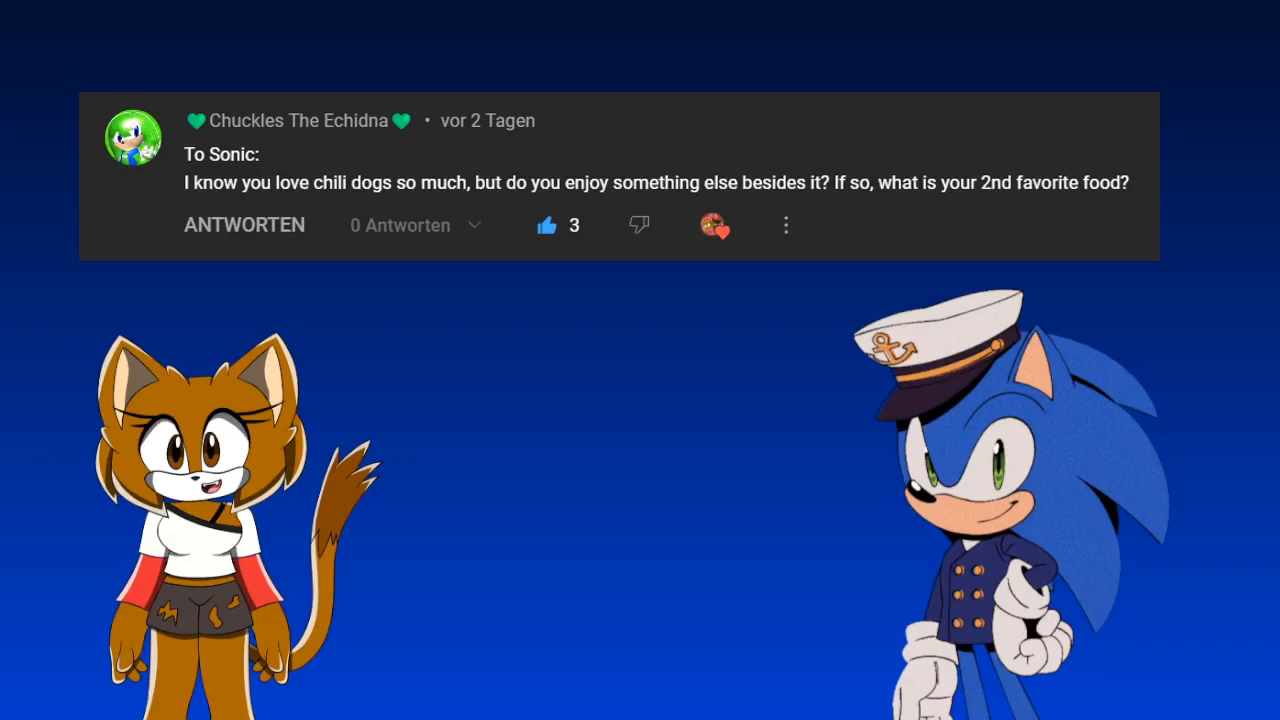 💚Chuckles The Echidna💚 • vor 2 Tagen
To Sonic:
I know you love chili dogs so much, but do you enjoy something else besides it? If so, what is your 2nd favorite food?
ANTWORTEN 0 Antworten 3